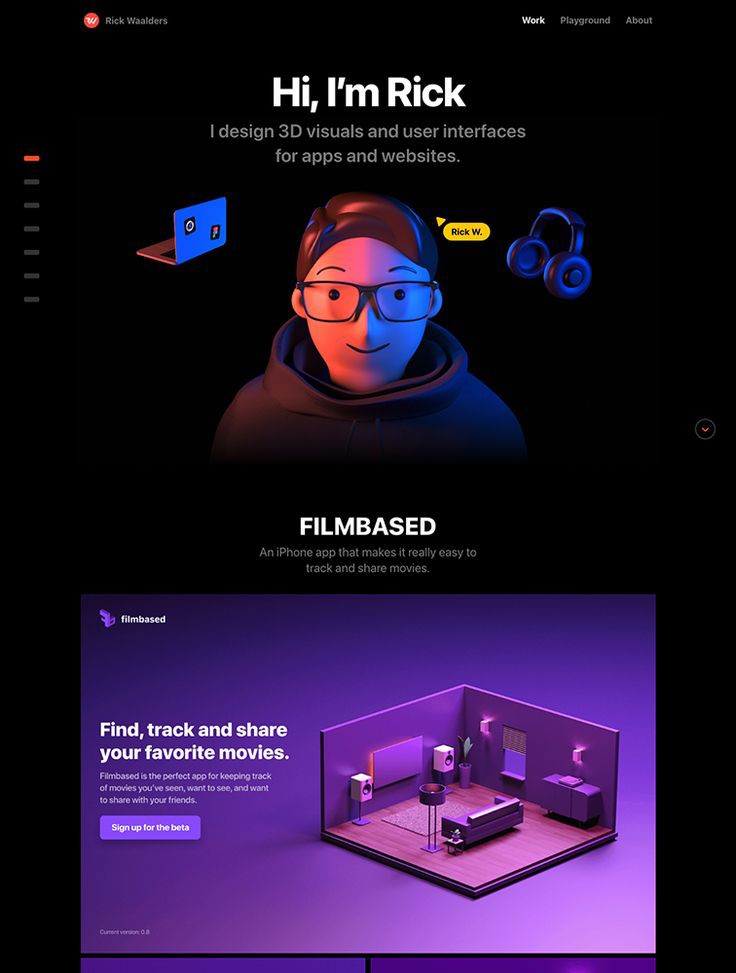 Rick Waalders
Work Playground About
Hi, I'm Rick
I design 3D visuals and user interfaces
for apps and websites.
Rick W.
FILMBASED
An iPhone app that makes it really easy to
track and share movies.
filmbased
Find, track and share
your favorite movies.
Filmbased is the perfect app for keeping track
of movies you've seen, want to see, and want
to share with your friends.
Sign up for the beta
Current version: 0.8